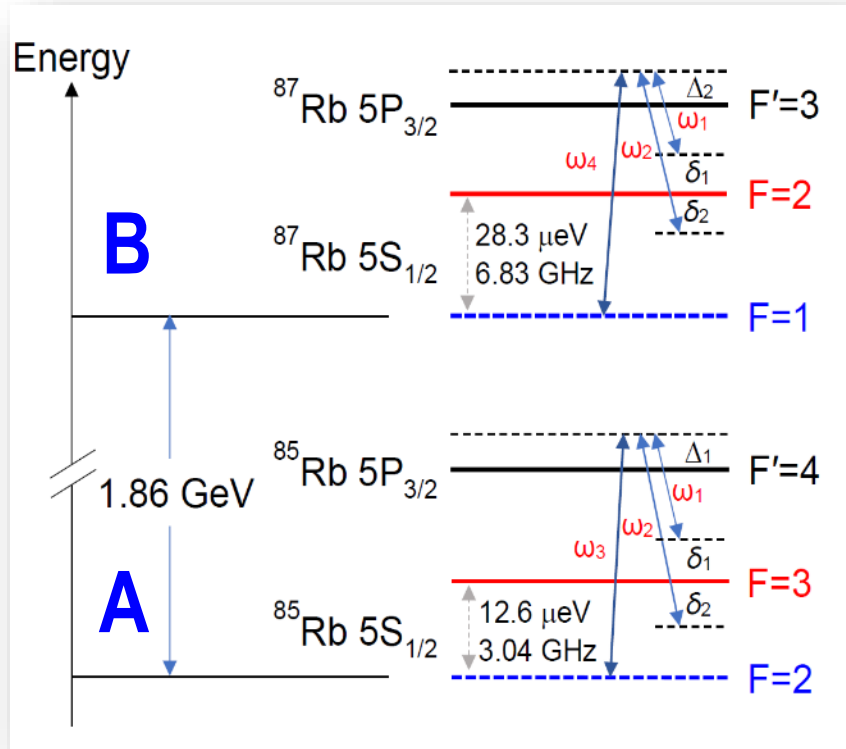 Energy
⁸⁷Rb 5P₃/₂
Δ₂
F′=3
ω₁
ω₂
ω₄
δ₁
F=2
δ₂
B
⁸⁷Rb 5S₁/₂
28.3 μeV
6.83 GHz
F=1
1.86 GeV
⁸⁵Rb 5P₃/₂
Δ₁
F′=4
ω₁
ω₂
ω₃
δ₁
F=3
δ₂
A
⁸⁵Rb 5S₁/₂
12.6 μeV
3.04 GHz
F=2